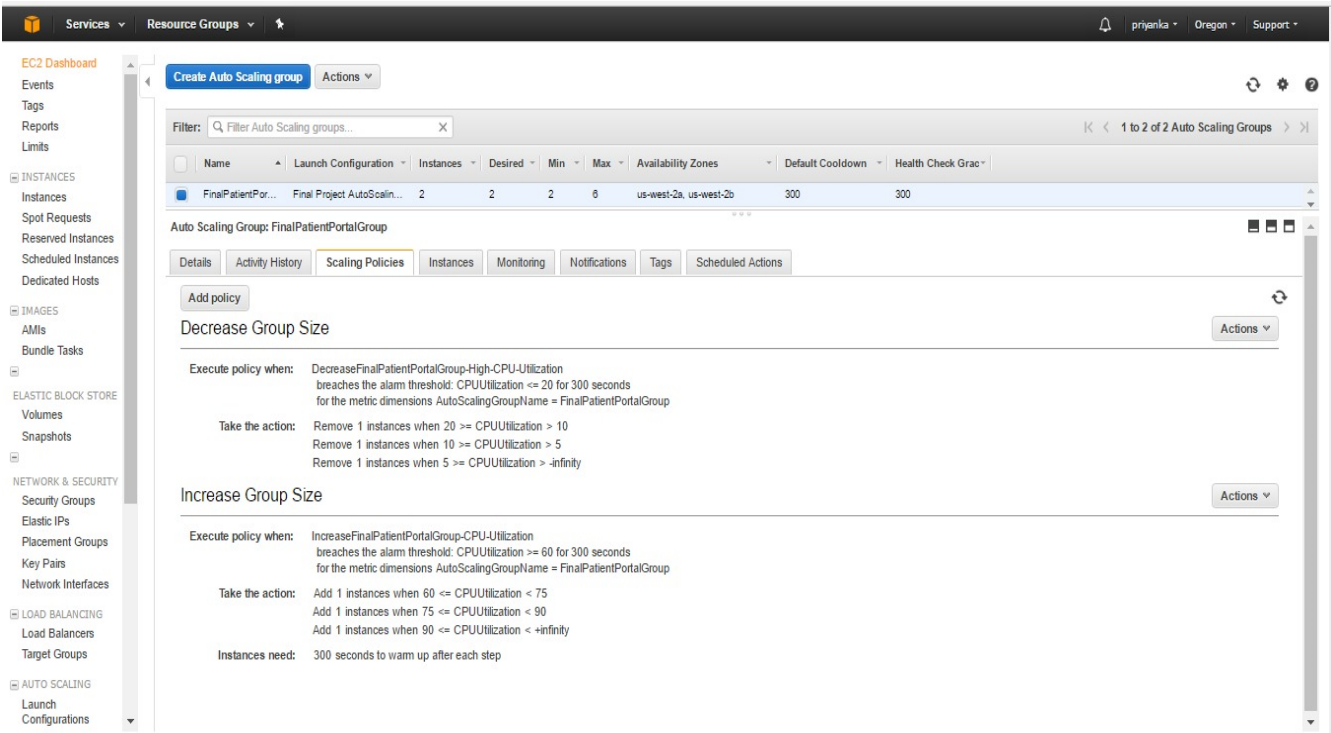 Services Resource Groups priyanka Oregon Support
EC2 Dashboard
Events
Tags
Reports
Limits
INSTANCES
Instances
Spot Requests
Reserved Instances
Scheduled Instances
Dedicated Hosts
IMAGES
AMIs
Bundle Tasks
ELASTIC BLOCK STORE
Volumes
Snapshots
NETWORK & SECURITY
Security Groups
Elastic IPs
Placement Groups
Key Pairs
Network Interfaces
LOAD BALANCING
Load Balancers
Target Groups
AUTO SCALING
Launch
Configurations
Create Auto Scaling group Actions
Filter: Filter Auto Scaling groups... X 1 to 2 of 2 Auto Scaling Groups
Name Launch Configuration Instances Desired Min Max Availability Zones Default Cooldown Health Check Grac
FinalPatientPor... Final Project AutoScalin... 2 2 2 6 us-west-2a, us-west-2b 300 300
Auto Scaling Group: FinalPatientPortalGroup
Details Activity History Scaling Policies Instances Monitoring Notifications Tags Scheduled Actions
Add policy
Decrease Group Size Actions
Execute policy when: DecreaseFinalPatientPortalGroup-High-CPU-Utilization
breaches the alarm threshold: CPUUtilization <= 20 for 300 seconds
for the metric dimensions AutoScalingGroupName = FinalPatientPortalGroup
Take the action: Remove 1 instances when 20 >= CPUUtilization > 10
Remove 1 instances when 10 >= CPUUtilization > 5
Remove 1 instances when 5 >= CPUUtilization > -infinity
Increase Group Size Actions
Execute policy when: IncreaseFinalPatientPortalGroup-CPU-Utilization
breaches the alarm threshold: CPUUtilization >= 60 for 300 seconds
for the metric dimensions AutoScalingGroupName = FinalPatientPortalGroup
Take the action: Add 1 instances when 60 <= CPUUtilization < 75
Add 1 instances when 75 <= CPUUtilization < 90
Add 1 instances when 90 <= CPUUtilization < +infinity
Instances need: 300 seconds to warm up after each step